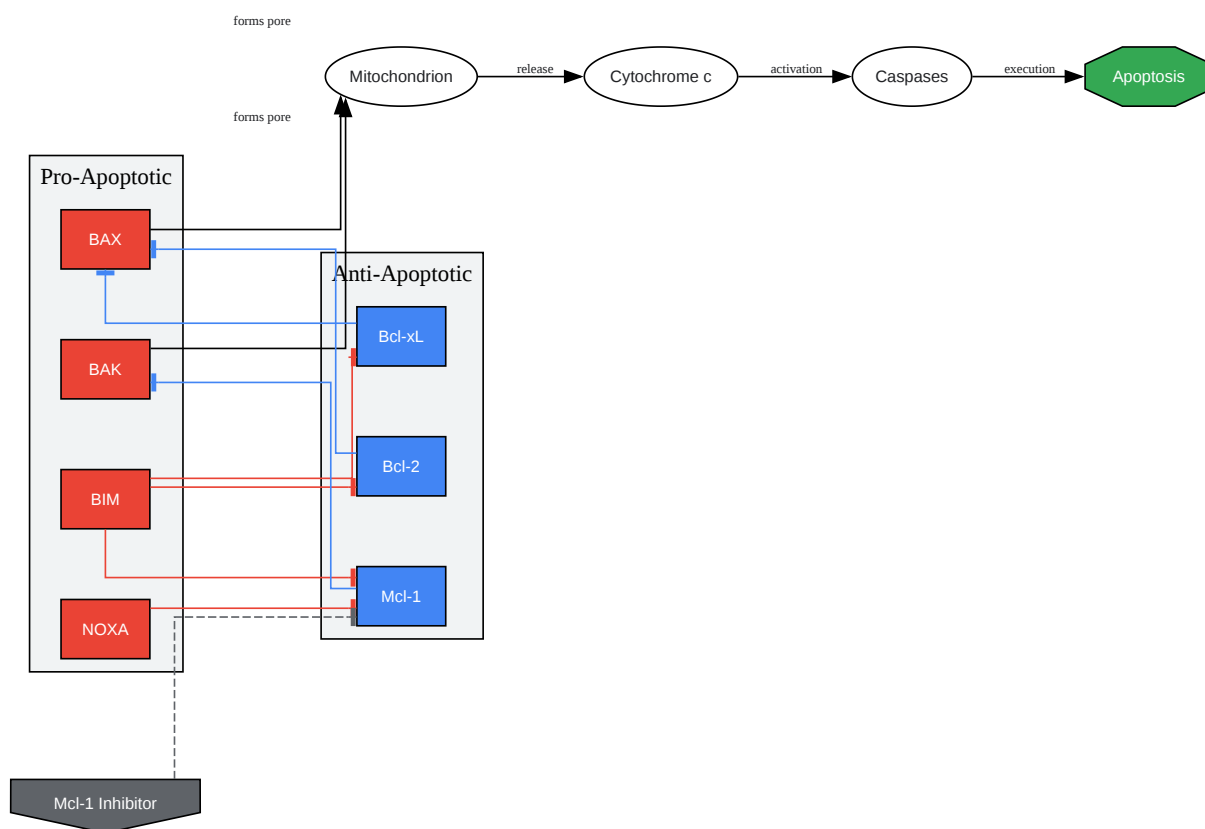 forms pore
Mitochondrion
release
Cytochrome c
activation
Caspases
execution
Apoptosis
forms pore
Pro-Apoptotic
BAX
Anti-Apoptotic
Bcl-xL
BAK
Bcl-2
BIM
Mcl-1
NOXA
Mcl-1 Inhibitor